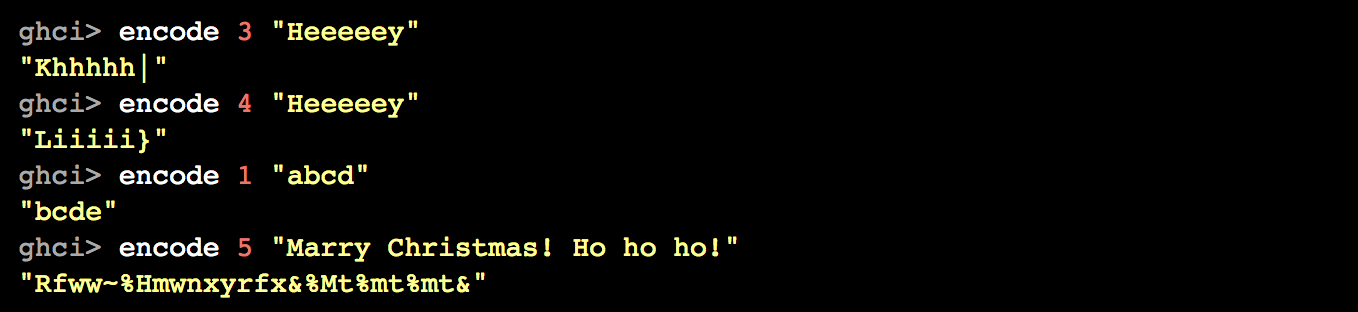 ghci> encode 3 "Heeeeey"
"Khhhhh|"
ghci> encode 4 "Heeeeey"
"Liiiii}"
ghci> encode 1 "abcd"
"bcde"
ghci> encode 5 "Marry Christmas! Ho ho ho!"
"Rfww~%Hmwnxyrfx&%Mt%mt%mt&"